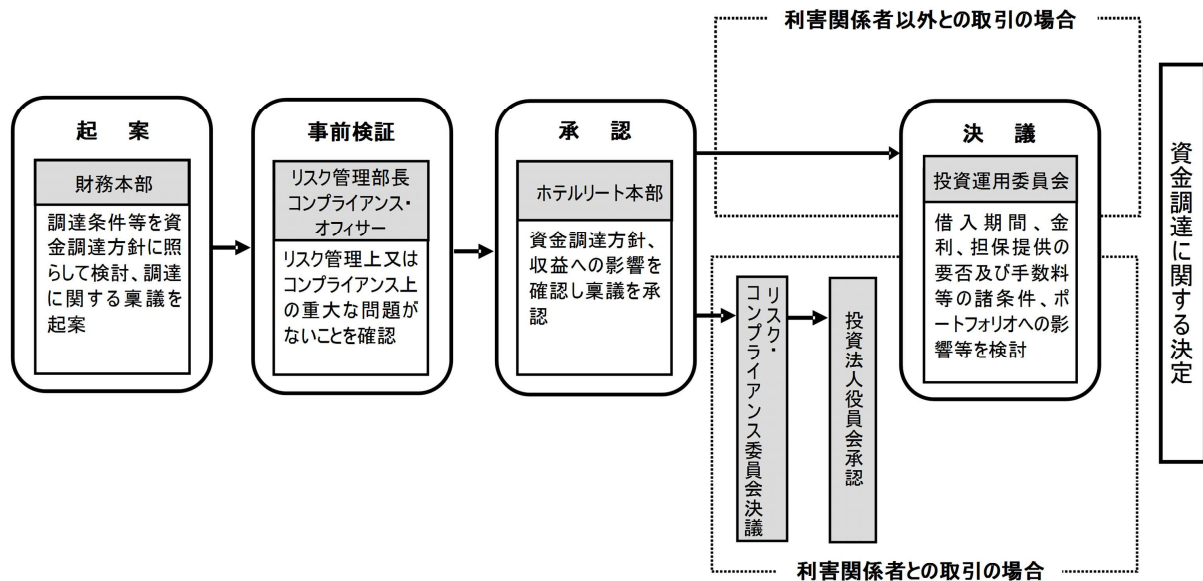 利害関係者以外との取引の場合
起　案
財務本部
調達条件等を資
金調達方針に照
らして検討、調達
に関する稟議を
起案
事前検証
リスク管理部長
コンプライアンス・
オフィサー
リスク管理上又は
コンプライアンス上
の重大な問題が
ないことを確認
承　認
ホテルリート本部
資金調達方針、
収益への影響を
確認し稟議を承
認
リスク・
コンプライアンス委員会決議
投資法人役員会承認
決　議
投資運用委員会
借入期間、金
利、担保提供の
要否及び手数料
等の諸条件、ポ
ートフォリオへの影
響等を検討
利害関係者との取引の場合
資金調達に関する決定